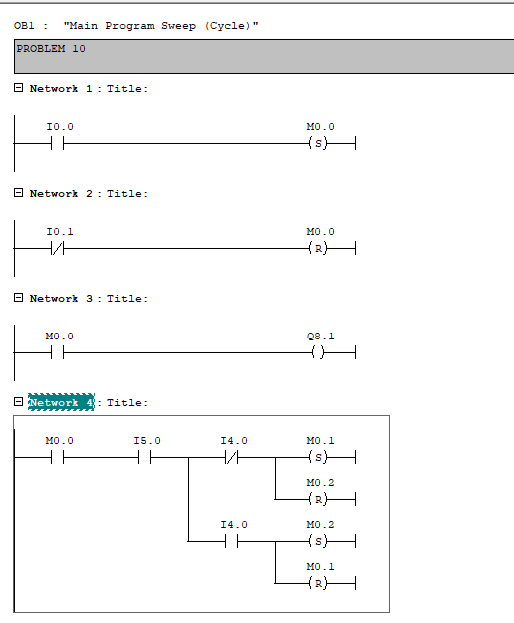 OB1 : "Main Program Sweep (Cycle)"
PROBLEM 10
Network 1 : Title:
I0.0 M0.0
S
Network 2 : Title:
I0.1 M0.0
R
Network 3 : Title:
M0.0 Q8.1
Network 4 : Title:
M0.0 I5.0 I4.0 M0.1
S
M0.2
R
I4.0 M0.2
S
M0.1
R